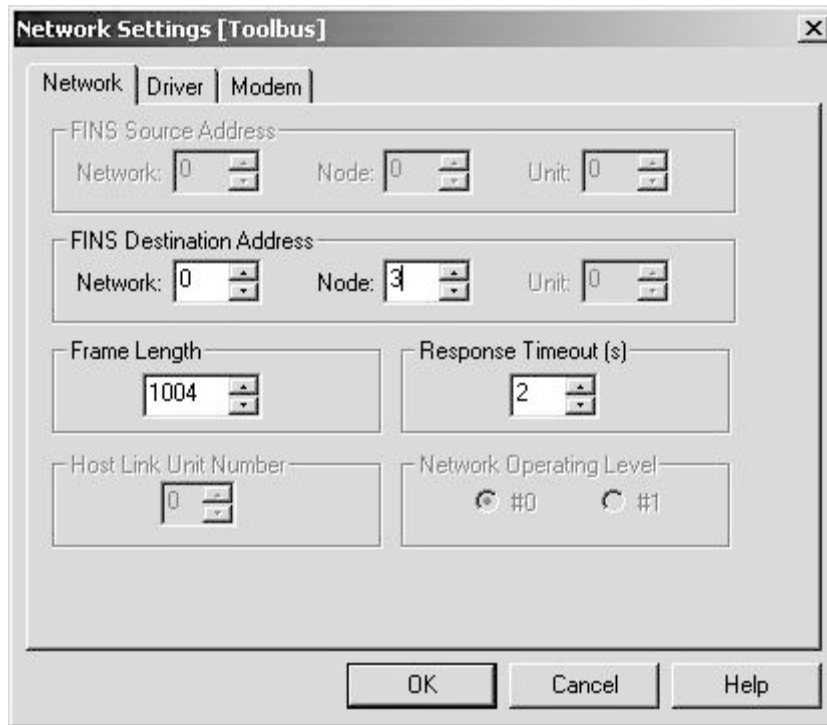 Network Settings [Toolbus]
Network Driver Modem
FINS Source Address
Network: 0 Node: 0 Unit: 0
FINS Destination Address
Network: 0 Node: 3 Unit: 0
Frame Length Response Timeout (s)
1004 2
Host Link Unit Number Network Operating Level
0 #0 #1
OK Cancel Help